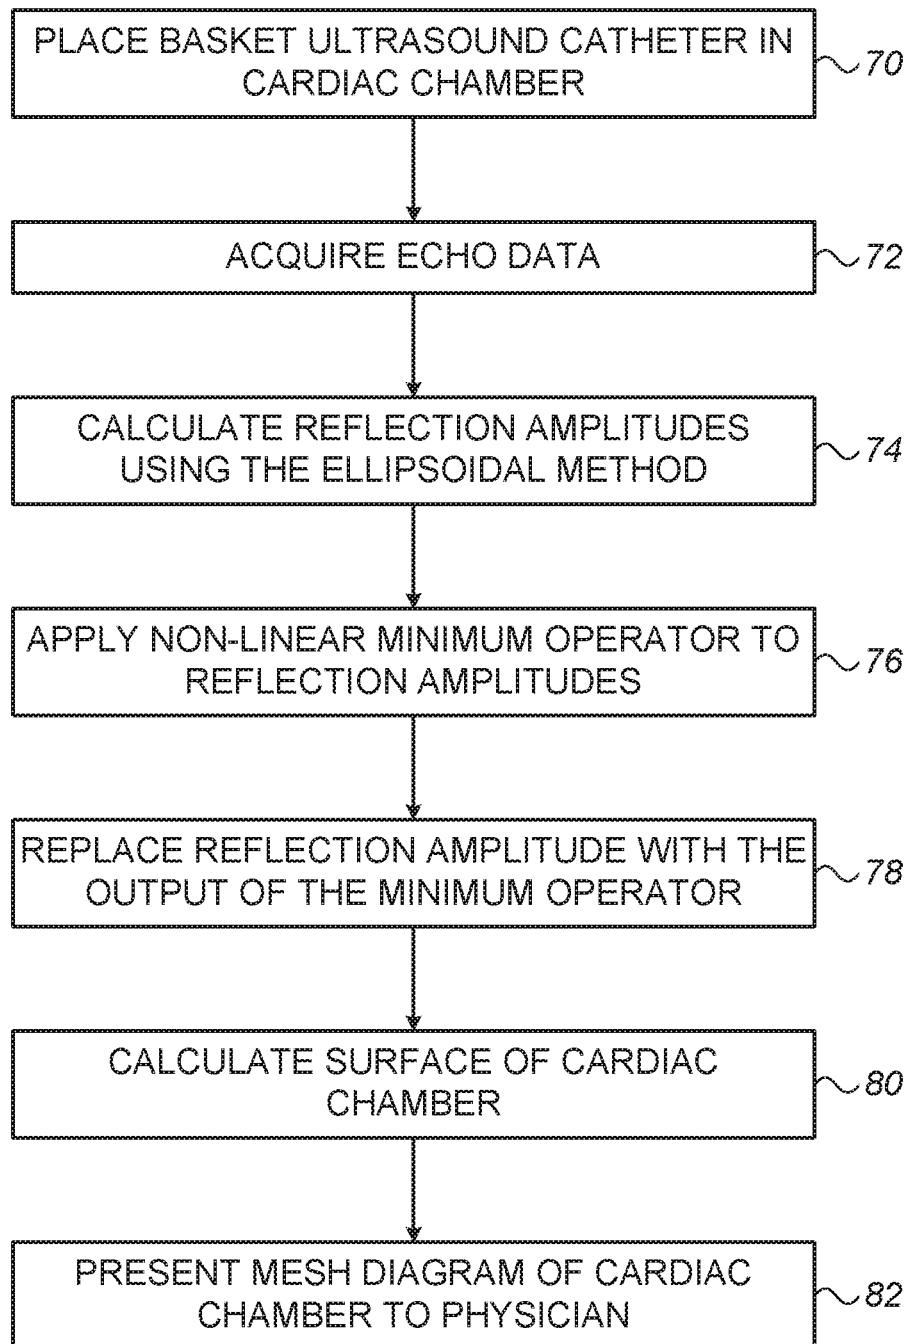 PLACE BASKET ULTRASOUND CATHETER IN
CARDIAC CHAMBER
70
ACQUIRE ECHO DATA
72
CALCULATE REFLECTION AMPLITUDES
USING THE ELLIPSOIDAL METHOD
74
APPLY NON-LINEAR MINIMUM OPERATOR TO
REFLECTION AMPLITUDES
76
REPLACE REFLECTION AMPLITUDE WITH THE
OUTPUT OF THE MINIMUM OPERATOR
78
CALCULATE SURFACE OF CARDIAC
CHAMBER
80
PRESENT MESH DIAGRAM OF CARDIAC
CHAMBER TO PHYSICIAN
82